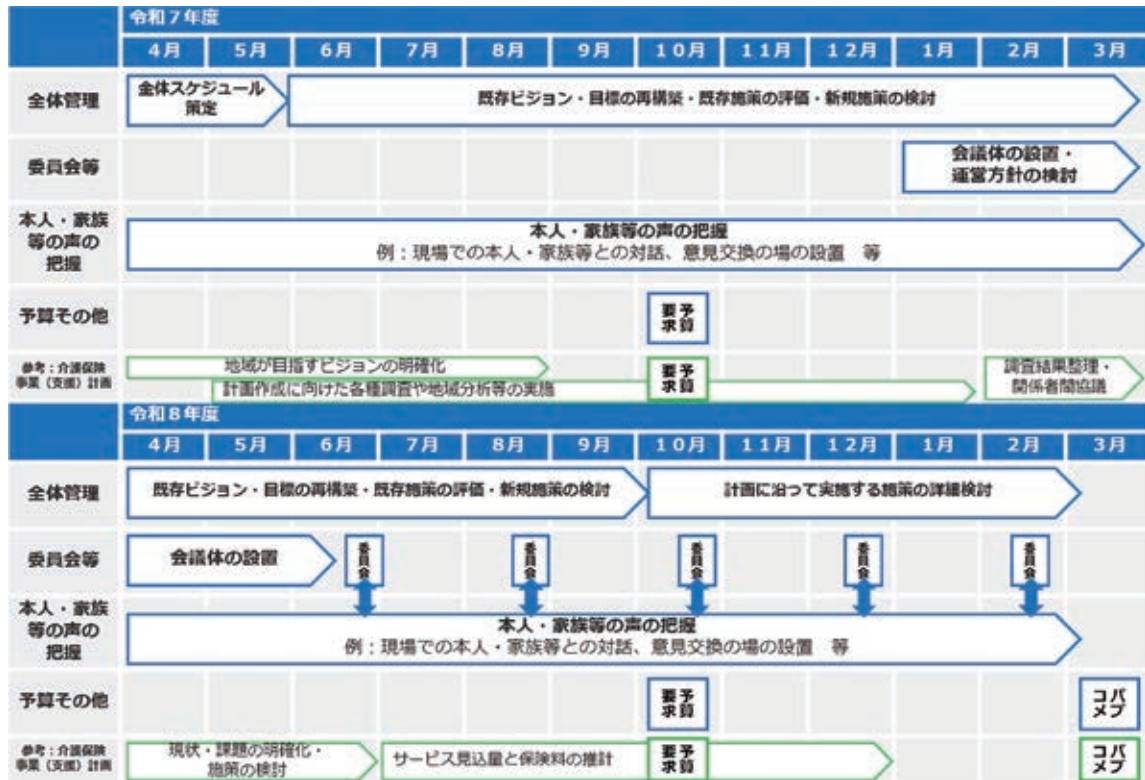 令和７年度
4月 5月 6月 7月 8月 9月 10月 11月 12月 1月 2月 3月
全体管理
全体スケジュール
策定
既存ビジョン・目標の再構築・既存施策の評価・新規施策の検討
委員会等
会議体の設置・
運営方針の検討
本人・家族
等の声の
把握
本人・家族等の声の把握
例：現場での本人・家族等との対話、意見交換の場の設置　等
予算その他
予算
要求
参考：介護保険
事業（支援）計画
地域が目指すビジョンの明確化
計画作成に向けた各種調査や地域分析等の実施
予算
要求
調査結果整理・
関係者間協議
令和８年度
4月 5月 6月 7月 8月 9月 10月 11月 12月 1月 2月 3月
全体管理
既存ビジョン・目標の再構築・既存施策の評価・新規施策の検討
計画に沿って実施する施策の詳細検討
委員会等
会議体の設置
委員会
委員会
委員会
委員会
委員会
本人・家族
等の声の
把握
本人・家族等の声の把握
例：現場での本人・家族等との対話、意見交換の場の設置　等
予算その他
予算
要求
パブ
コメ
参考：介護保険
事業（支援）計画
現状・課題の明確化・
施策の検討
サービス見込量と保険料の推計
予算
要求
パブ
コメ